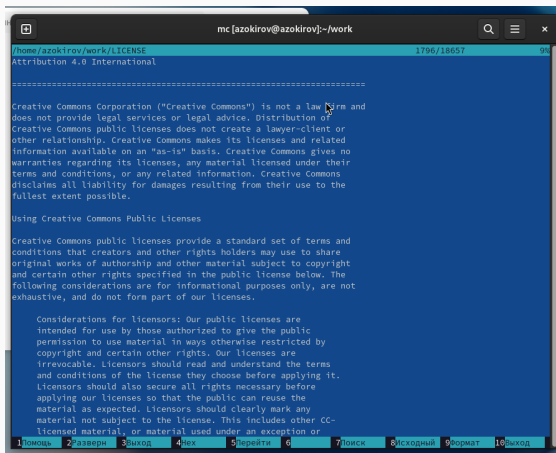 mc [azokirov@azokirov]:~/work
/home/azokirov/work/LICENSE 1796/18657 9%
Attribution 4.0 International
=======================================================================
Creative Commons Corporation ("Creative Commons") is not a law firm and
does not provide legal services or legal advice. Distribution of
Creative Commons public licenses does not create a lawyer-client or
other relationship. Creative Commons makes its licenses and related
information available on an "as-is" basis. Creative Commons gives no
warranties regarding its licenses, any material licensed under their
terms and conditions, or any related information. Creative Commons
disclaims all liability for damages resulting from their use to the
fullest extent possible.
Using Creative Commons Public Licenses
Creative Commons public licenses provide a standard set of terms and
conditions that creators and other rights holders may use to share
original works of authorship and other material subject to copyright
and certain other rights specified in the public license below. The
following considerations are for informational purposes only, are not
exhaustive, and do not form part of our licenses.
Considerations for licensors: Our public licenses are
intended for use by those authorized to give the public
permission to use material in ways otherwise restricted by
copyright and certain other rights. Our licenses are
irrevocable. Licensors should read and understand the terms
and conditions of the license they choose before applying it.
Licensors should also secure all rights necessary before
applying our licenses so that the public can reuse the
material as expected. Licensors should clearly mark any
material not subject to the license. This includes other CC-
licensed material, or material used under an exception or
1Помощь 2Разверн 3Выход 4Hex 5Перейти 6 7Поиск 8Исходный 9Формат 10Выход